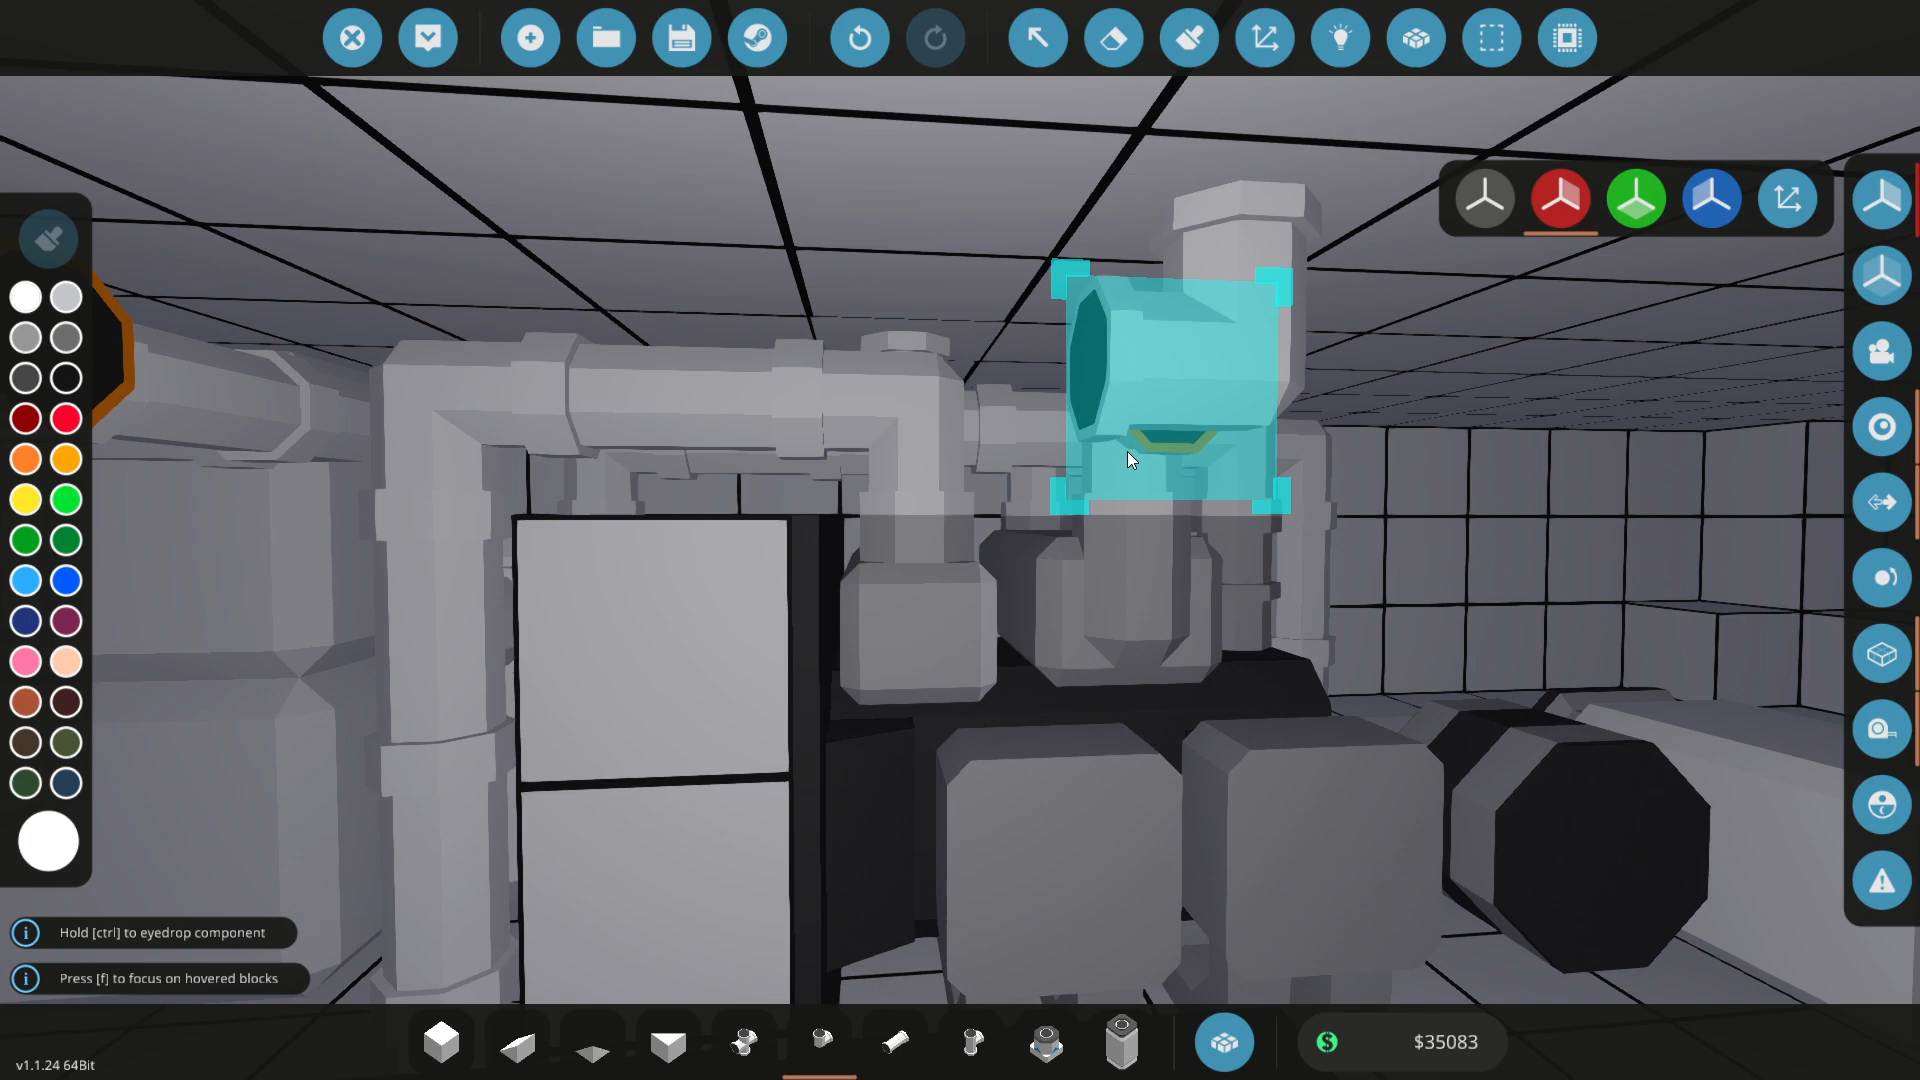 Hold [ctrl] to eyedrop component
Press [f] to focus on hovered blocks
v1.1.24 64Bit
$ $35083